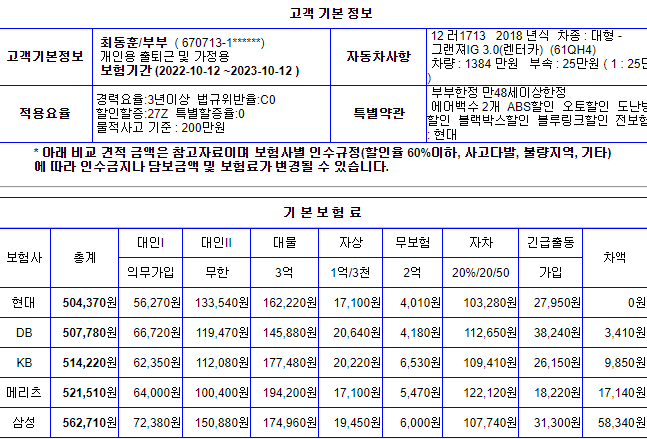 고객 기본 정보
고객기본정보 최동훈/부부 ( 670713-1******)
개인용 출퇴근 및 가정용
보험기간 (2022-10-12 ~2023-10-12 )
자동차사항 12 러1713 2018 년식 차종 : 대형 -
그랜져IG 3.0(렌터카) (61QH4)
차량 : 1384 만원 부속 : 25만원 ( 1 : 25만
)
적용요율 경력요율:3년이상 법규위반율:C0
할인할증:27Z 특별할증율:0
물적사고 기준 : 200만원
특별약관 부부한정 만48세이상한정
에어백수 2개 ABS할인 오토할인 도난방
할인 블랙박스할인 블루링크할인 전보험
: 현대
* 아래 비교 견적 금액은 참고자료이며 보험사별 인수규정(할인율 60%이하, 사고다발, 불량지역, 기타)
에 따라 인수금지나 담보금액 및 보험료가 변경될 수 있습니다.
기 본 보 험 료
보험사 총계 대인I 대인II 대물 자상 무보험 자차 긴급출동 차액
의무가입 무한 3억 1억/3천 2억 20%/20/50 가입
현대 504,370원 56,270원 133,540원 162,220원 17,100원 4,010원 103,280원 27,950원 0원
DB 507,780원 66,720원 119,470원 145,880원 20,640원 4,180원 112,650원 38,240원 3,410원
KB 514,220원 62,350원 112,080원 177,480원 20,220원 6,530원 109,410원 26,150원 9,850원
메리츠 521,510원 64,000원 100,400원 194,200원 17,100원 5,470원 122,120원 18,220원 17,140원
삼성 562,710원 72,380원 150,880원 174,960원 19,450원 6,000원 107,740원 31,300원 58,340원